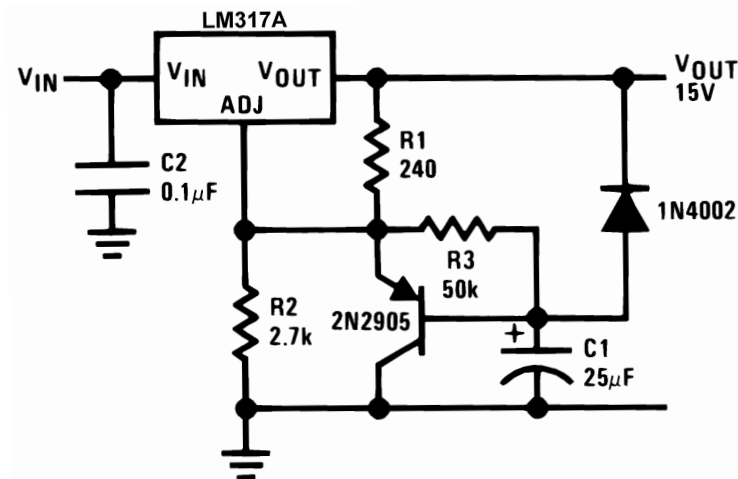 LM317A
VIN
VIN
VOUT
ADJ
VOUT
15V
C2
0.1μF
R1
240
1N4002
R3
50k
R2
2.7k
2N2905
+
C1
25μF